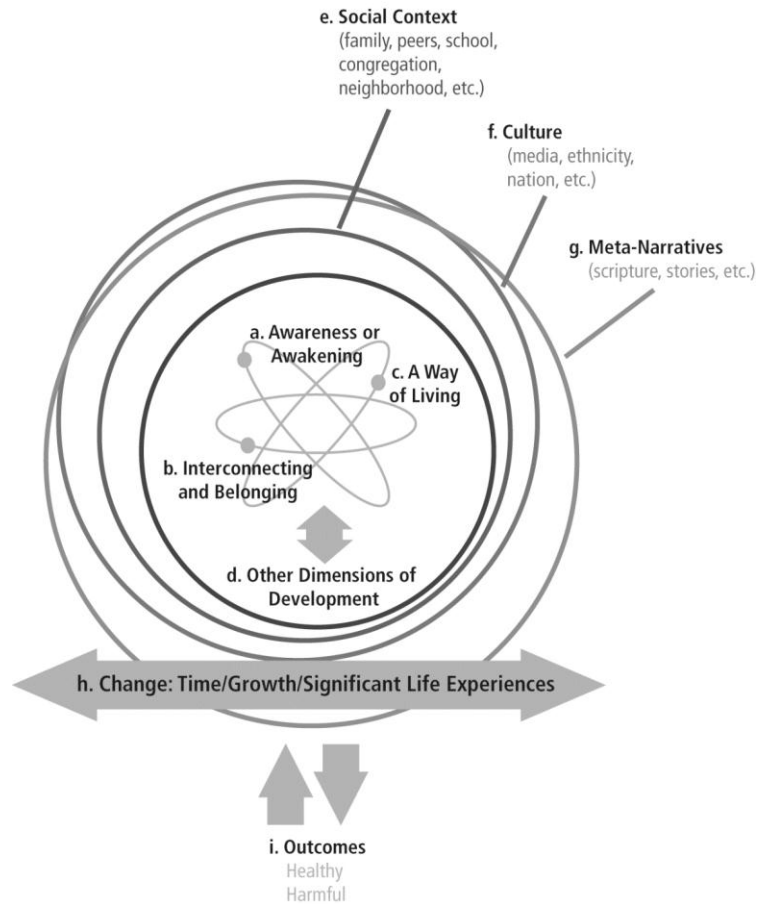 e. Social Context
(family, peers, school,
congregation,
neighborhood, etc.)
f. Culture
(media, ethnicity,
nation, etc.)
g. Meta-Narratives
(scripture, stories, etc.)
a. Awareness or
Awakening
c. A Way
of Living
b. Interconnecting
and Belonging
d. Other Dimensions of
Development
h. Change: Time/Growth/Significant Life Experiences
i. Outcomes
Healthy
Harmful